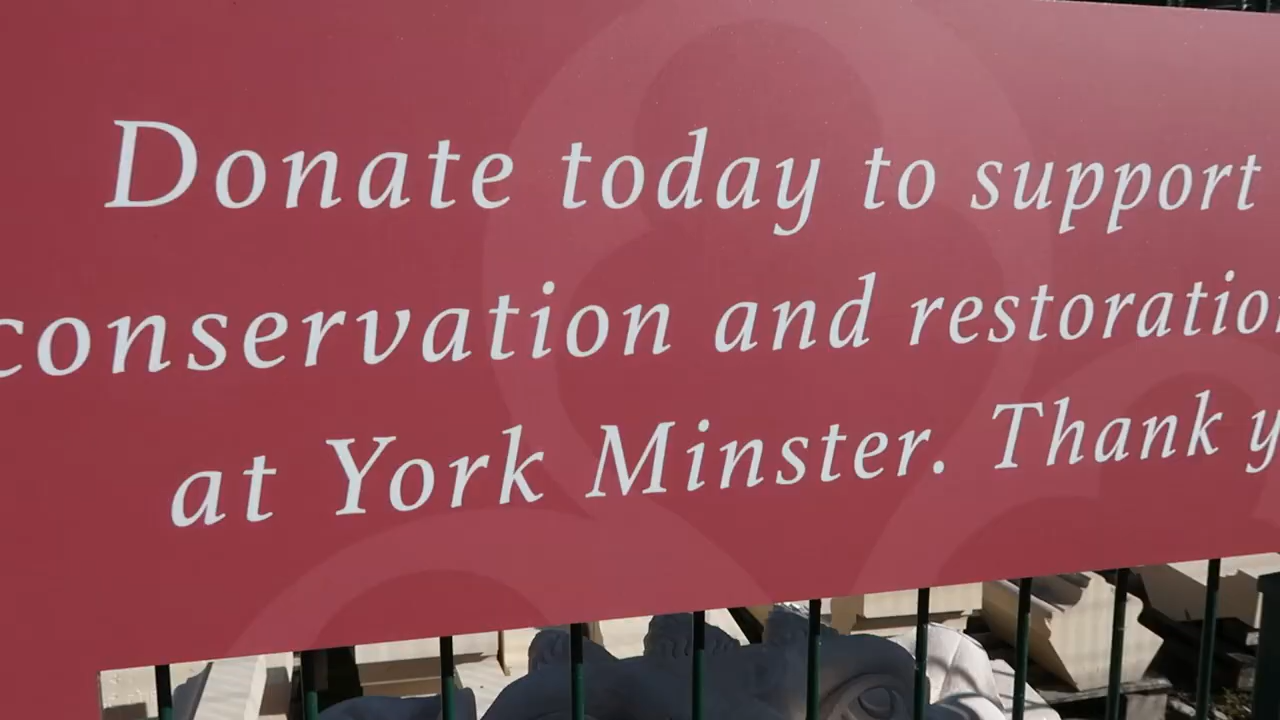 Donate today to support
conservation and restoration
at York Minster. Thank y